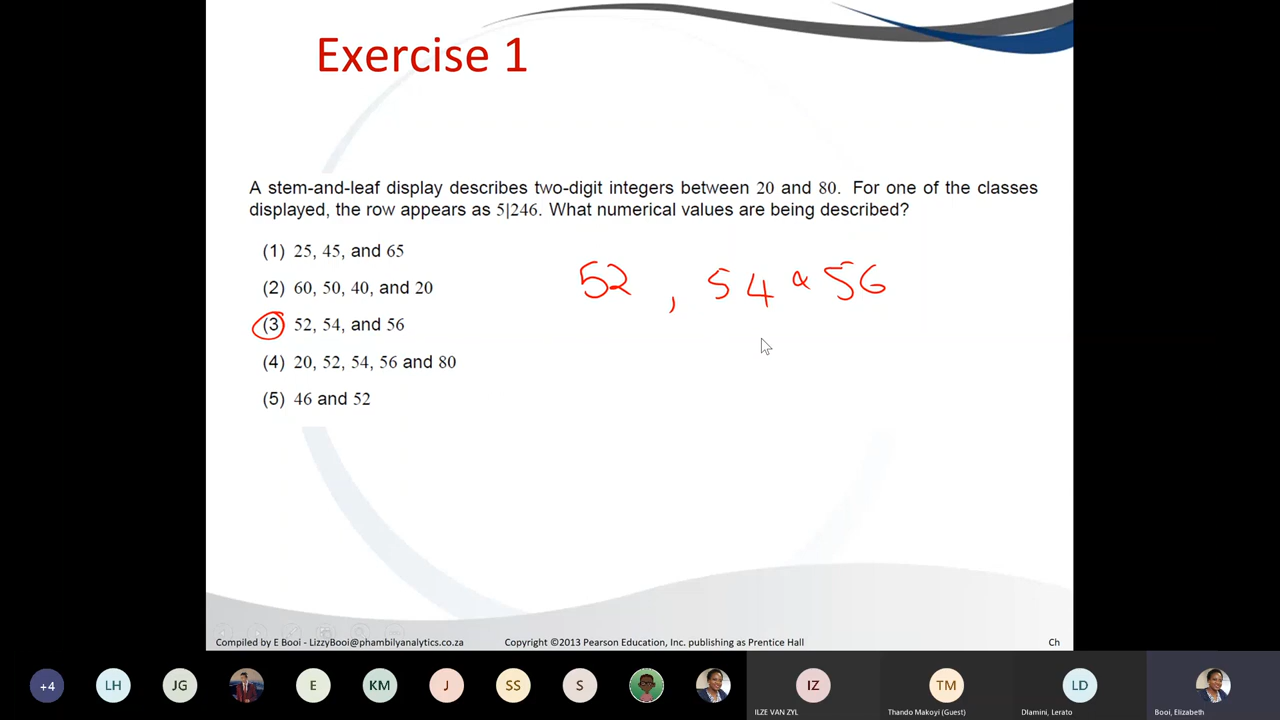 Exercise 1
A stem-and-leaf display describes two-digit integers between 20 and 80. For one of the classes
displayed, the row appears as 5|246. What numerical values are being described?
(1) 25, 45, and 65
(2) 60, 50, 40, and 20
(3 52, 54, and 56
(4) 20, 52, 54, 56 and 80
(5) 46 and 52
52 , 54 & 56
Compiled by E Booi - LizzyBooi@phambilyanalytics.co.za Copyright ©2013 Pearson Education, Inc. publishing as Prentice Hall Ch
+4 LH JG E KM J SS S IZ TM LD
ILZE VAN ZYL Thando Makoyi (Guest) Dlamini, Lerato Booi, Elizabeth